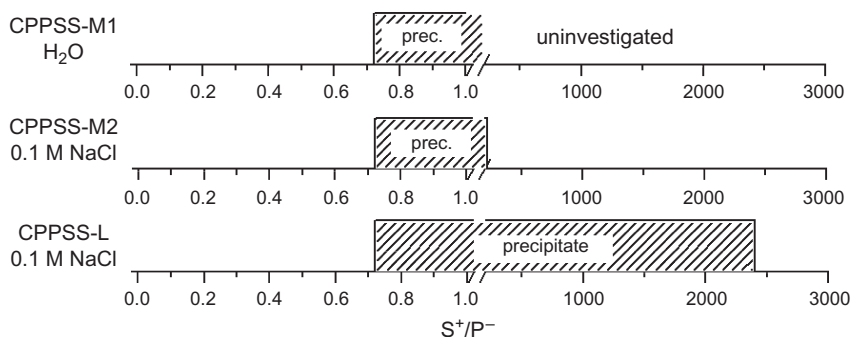 CPPSS-M1
H₂O
prec.
uninvestigated
0.0 0.2 0.4 0.6 0.8 1.0 1000 2000 3000
CPPSS-M2
0.1 M NaCl
prec.
0.0 0.2 0.4 0.6 0.8 1.0 1000 2000 3000
CPPSS-L
0.1 M NaCl
precipitate
0.0 0.2 0.4 0.6 0.8 1.0 1000 2000 3000
S⁺/P⁻